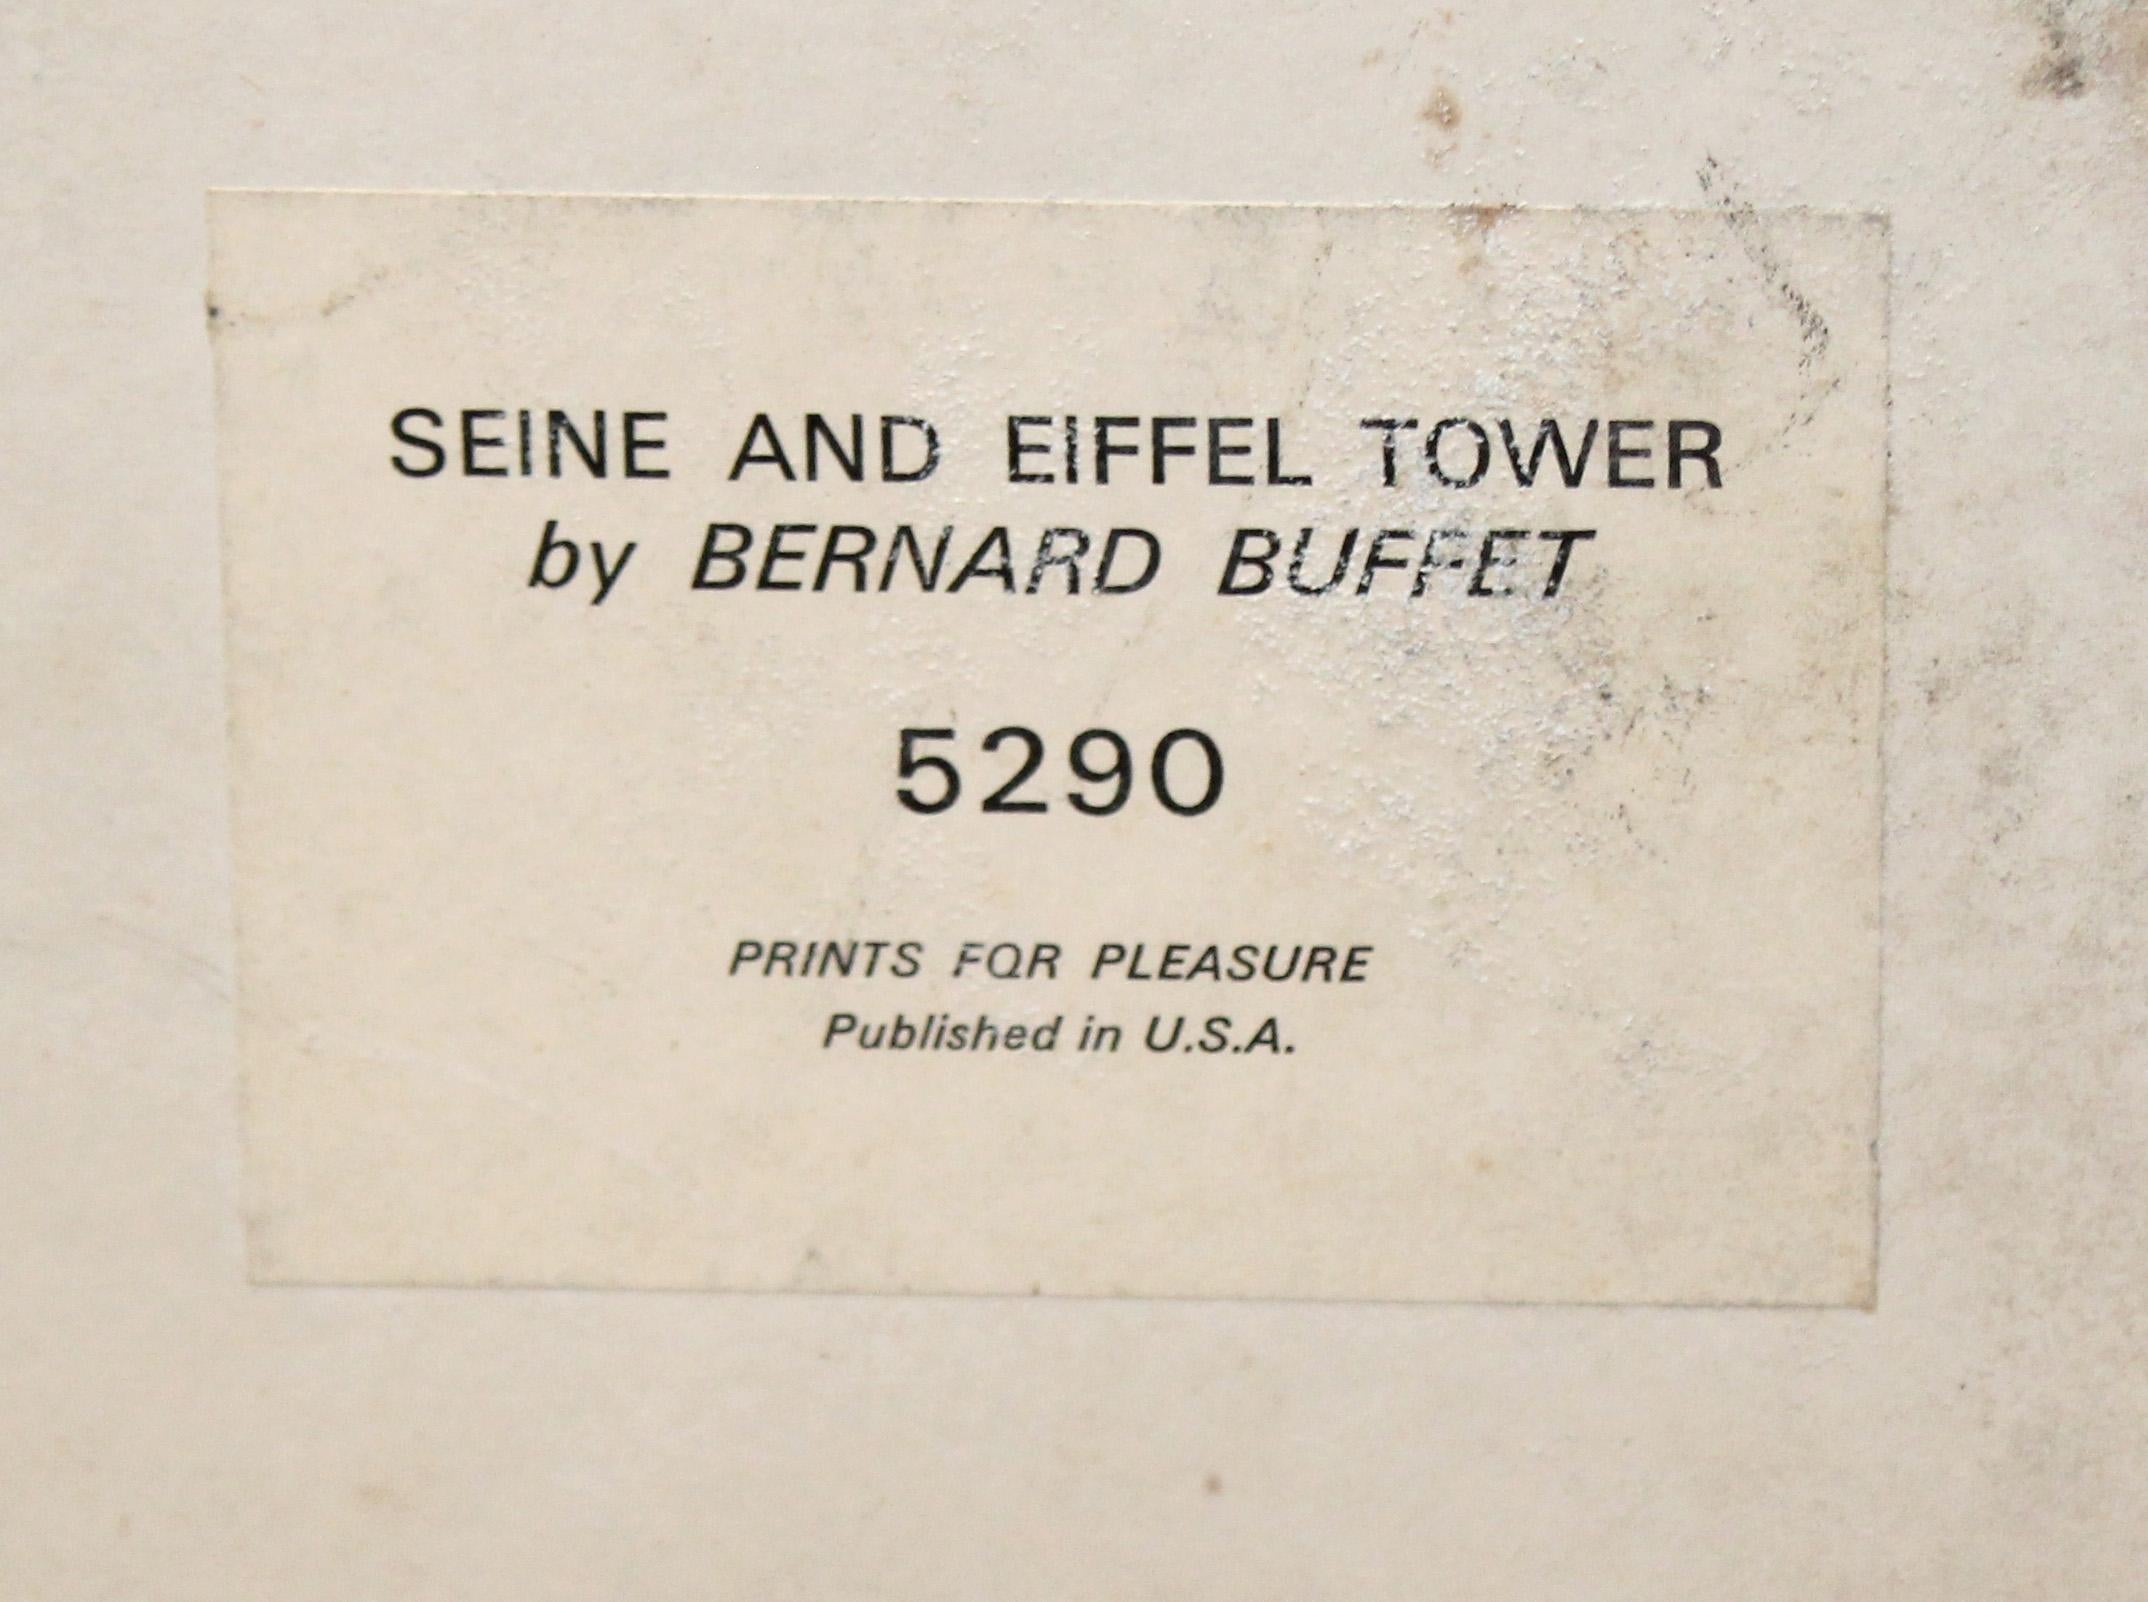 SEINE AND EIFFEL TOWER
by BERNARD BUFFET
5290
PRINTS FOR PLEASURE
Published in U.S.A.